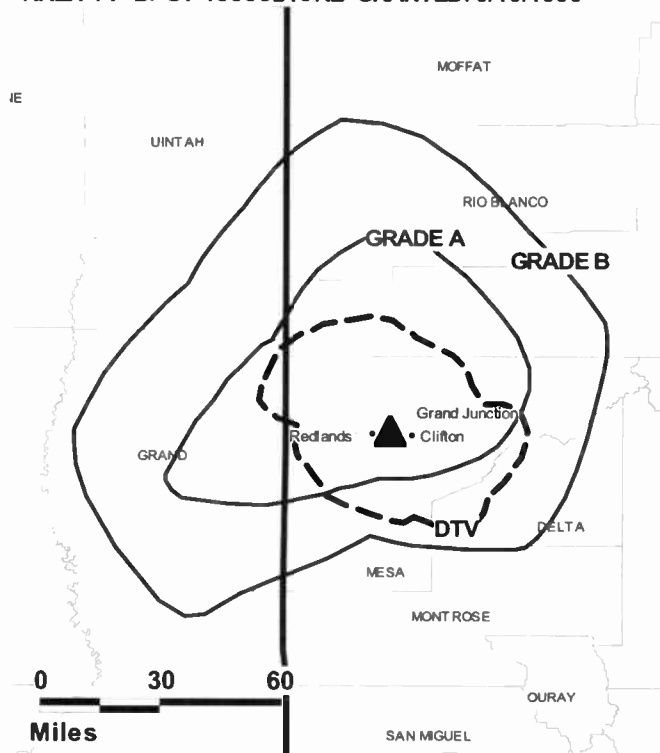 MOFFAT
UINTAH
RIO BLANCO
GRADE A
GRADE B
Grand Junction
Redlands
Clifton
GRAND
DTV
DELTA
MESA
MONTROSE
0 30 60
Miles
OURAY
SAN MIGUEL